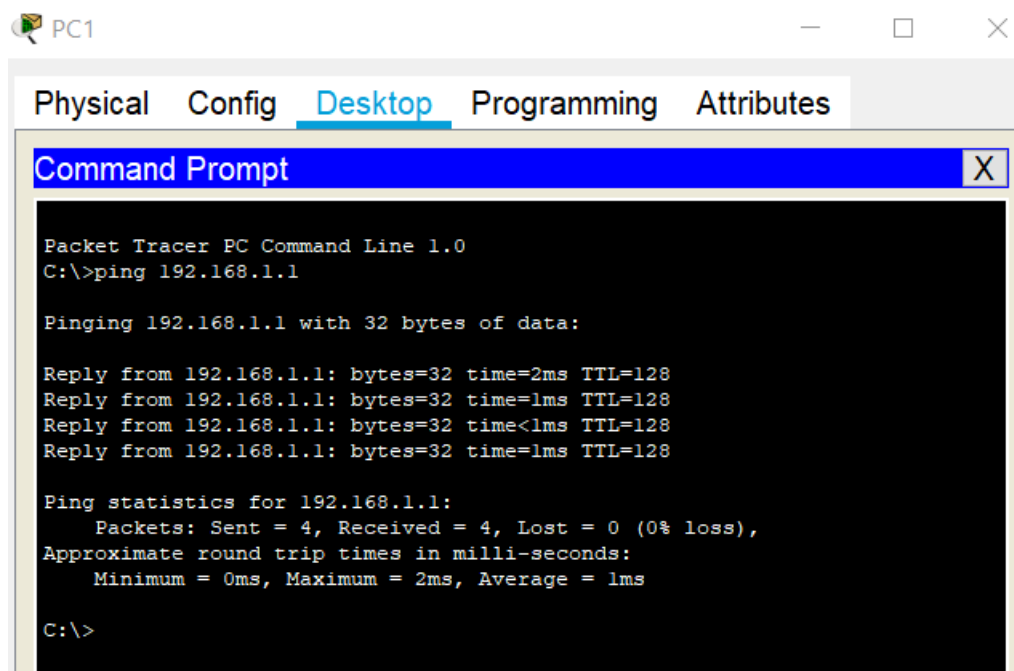 PC1
Physical Config Desktop Programming Attributes
Command Prompt X
Packet Tracer PC Command Line 1.0
C:\>ping 192.168.1.1
Pinging 192.168.1.1 with 32 bytes of data:
Reply from 192.168.1.1: bytes=32 time=2ms TTL=128
Reply from 192.168.1.1: bytes=32 time=1ms TTL=128
Reply from 192.168.1.1: bytes=32 time<1ms TTL=128
Reply from 192.168.1.1: bytes=32 time=1ms TTL=128
Ping statistics for 192.168.1.1:
Packets: Sent = 4, Received = 4, Lost = 0 (0% loss),
Approximate round trip times in milli-seconds:
Minimum = 0ms, Maximum = 2ms, Average = 1ms
C:\>